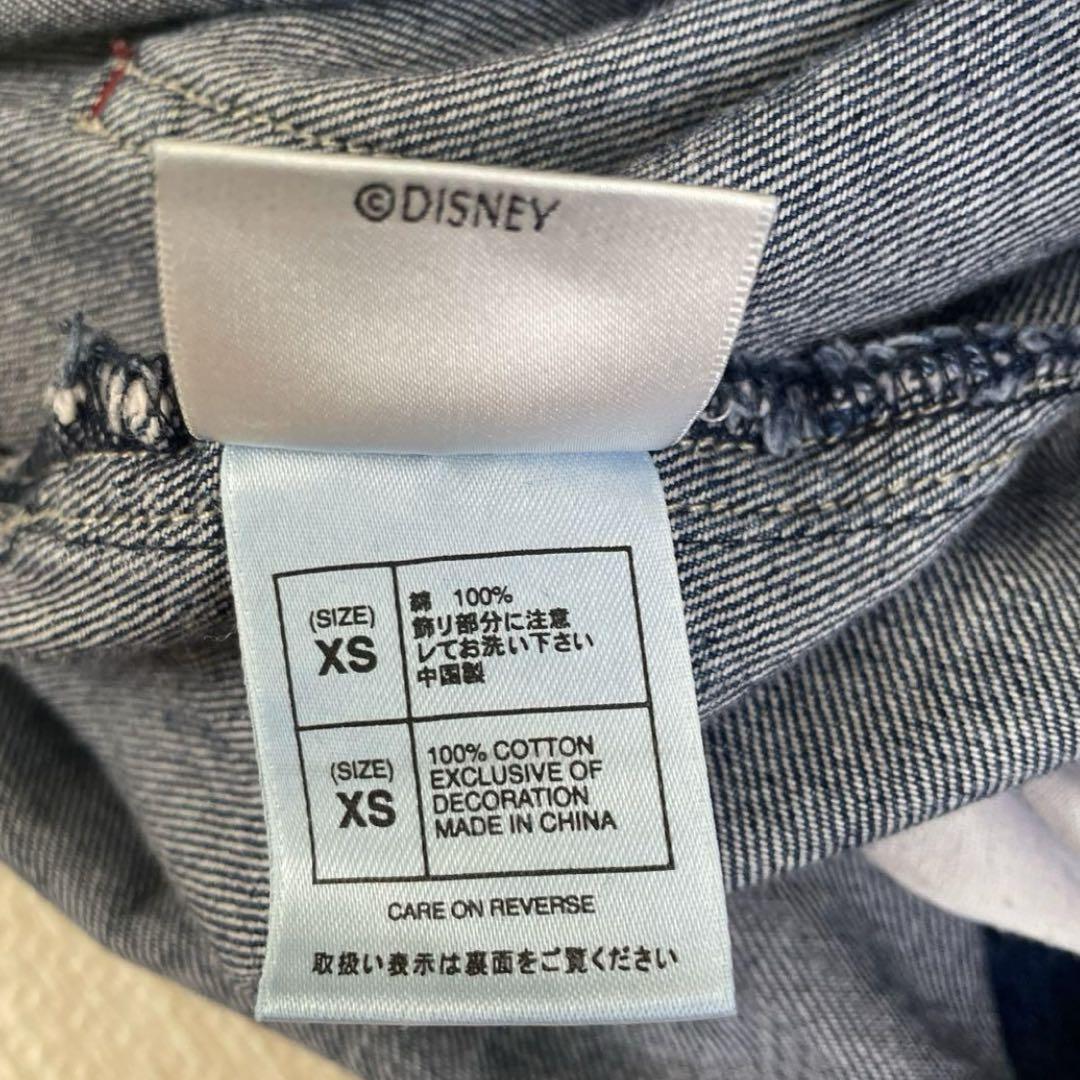 ©DISNEY
(SIZE)
XS
綿 100%
飾り部分に注意
してお洗い下さい
中国製
(SIZE)
XS
100% COTTON
EXCLUSIVE OF
DECORATION
MADE IN CHINA
CARE ON REVERSE
取扱い表示は裏面をご覧ください